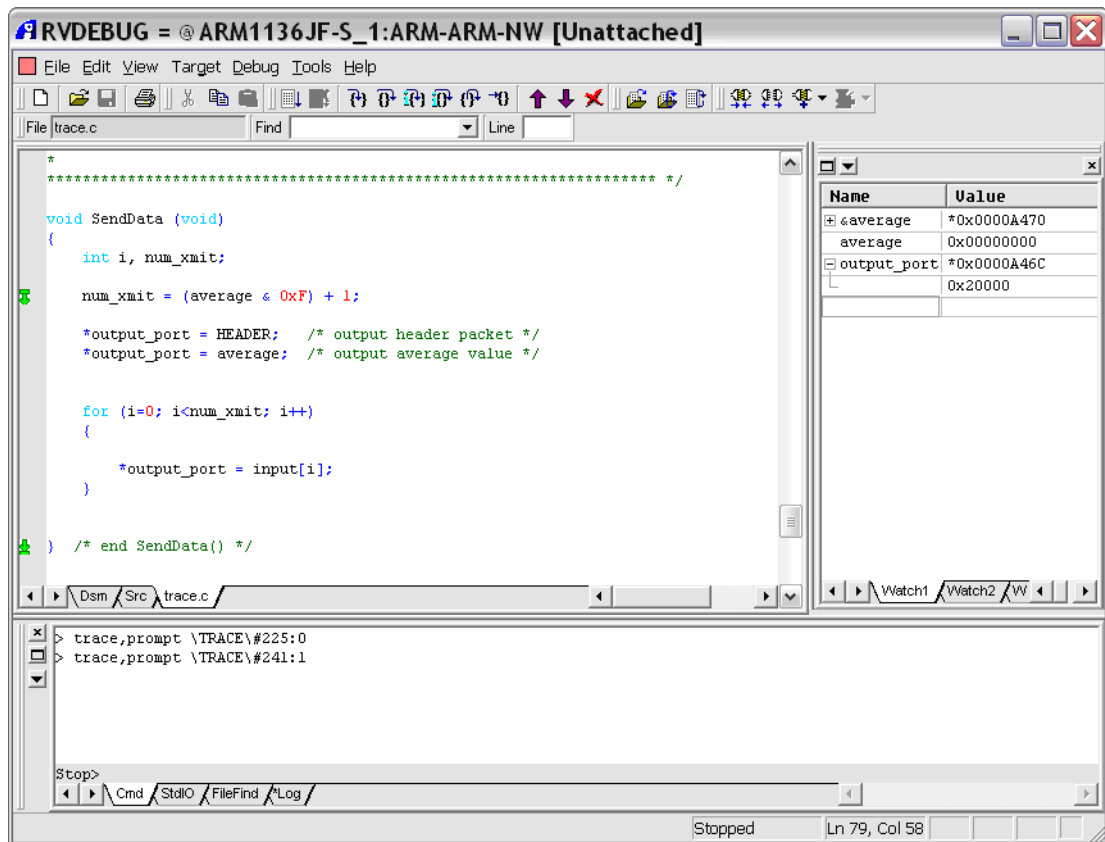 RVDEBUG = @ARM1136JF-S_1:ARM-ARM-NW [Unattached]
File Edit View Target Debug Tools Help
File trace.c Find Line
*
******************************************************************** */
void SendData (void)
{
int i, num_xmit;
num_xmit = (average & 0xF) + 1;
*output_port = HEADER; /* output header packet */
*output_port = average; /* output average value */
for (i=0; i<num_xmit; i++)
{
*output_port = input[i];
}
} /* end SendData() */
Dsm Src trace.c
Name Value
&average *0x0000A470
average 0x00000000
output_port *0x0000A46C
0x20000
Watch1 Watch2 W
> trace,prompt \TRACE\#225:0
> trace,prompt \TRACE\#241:1
Stop>
Cmd StdIO FileFind *Log
Stopped Ln 79, Col 58